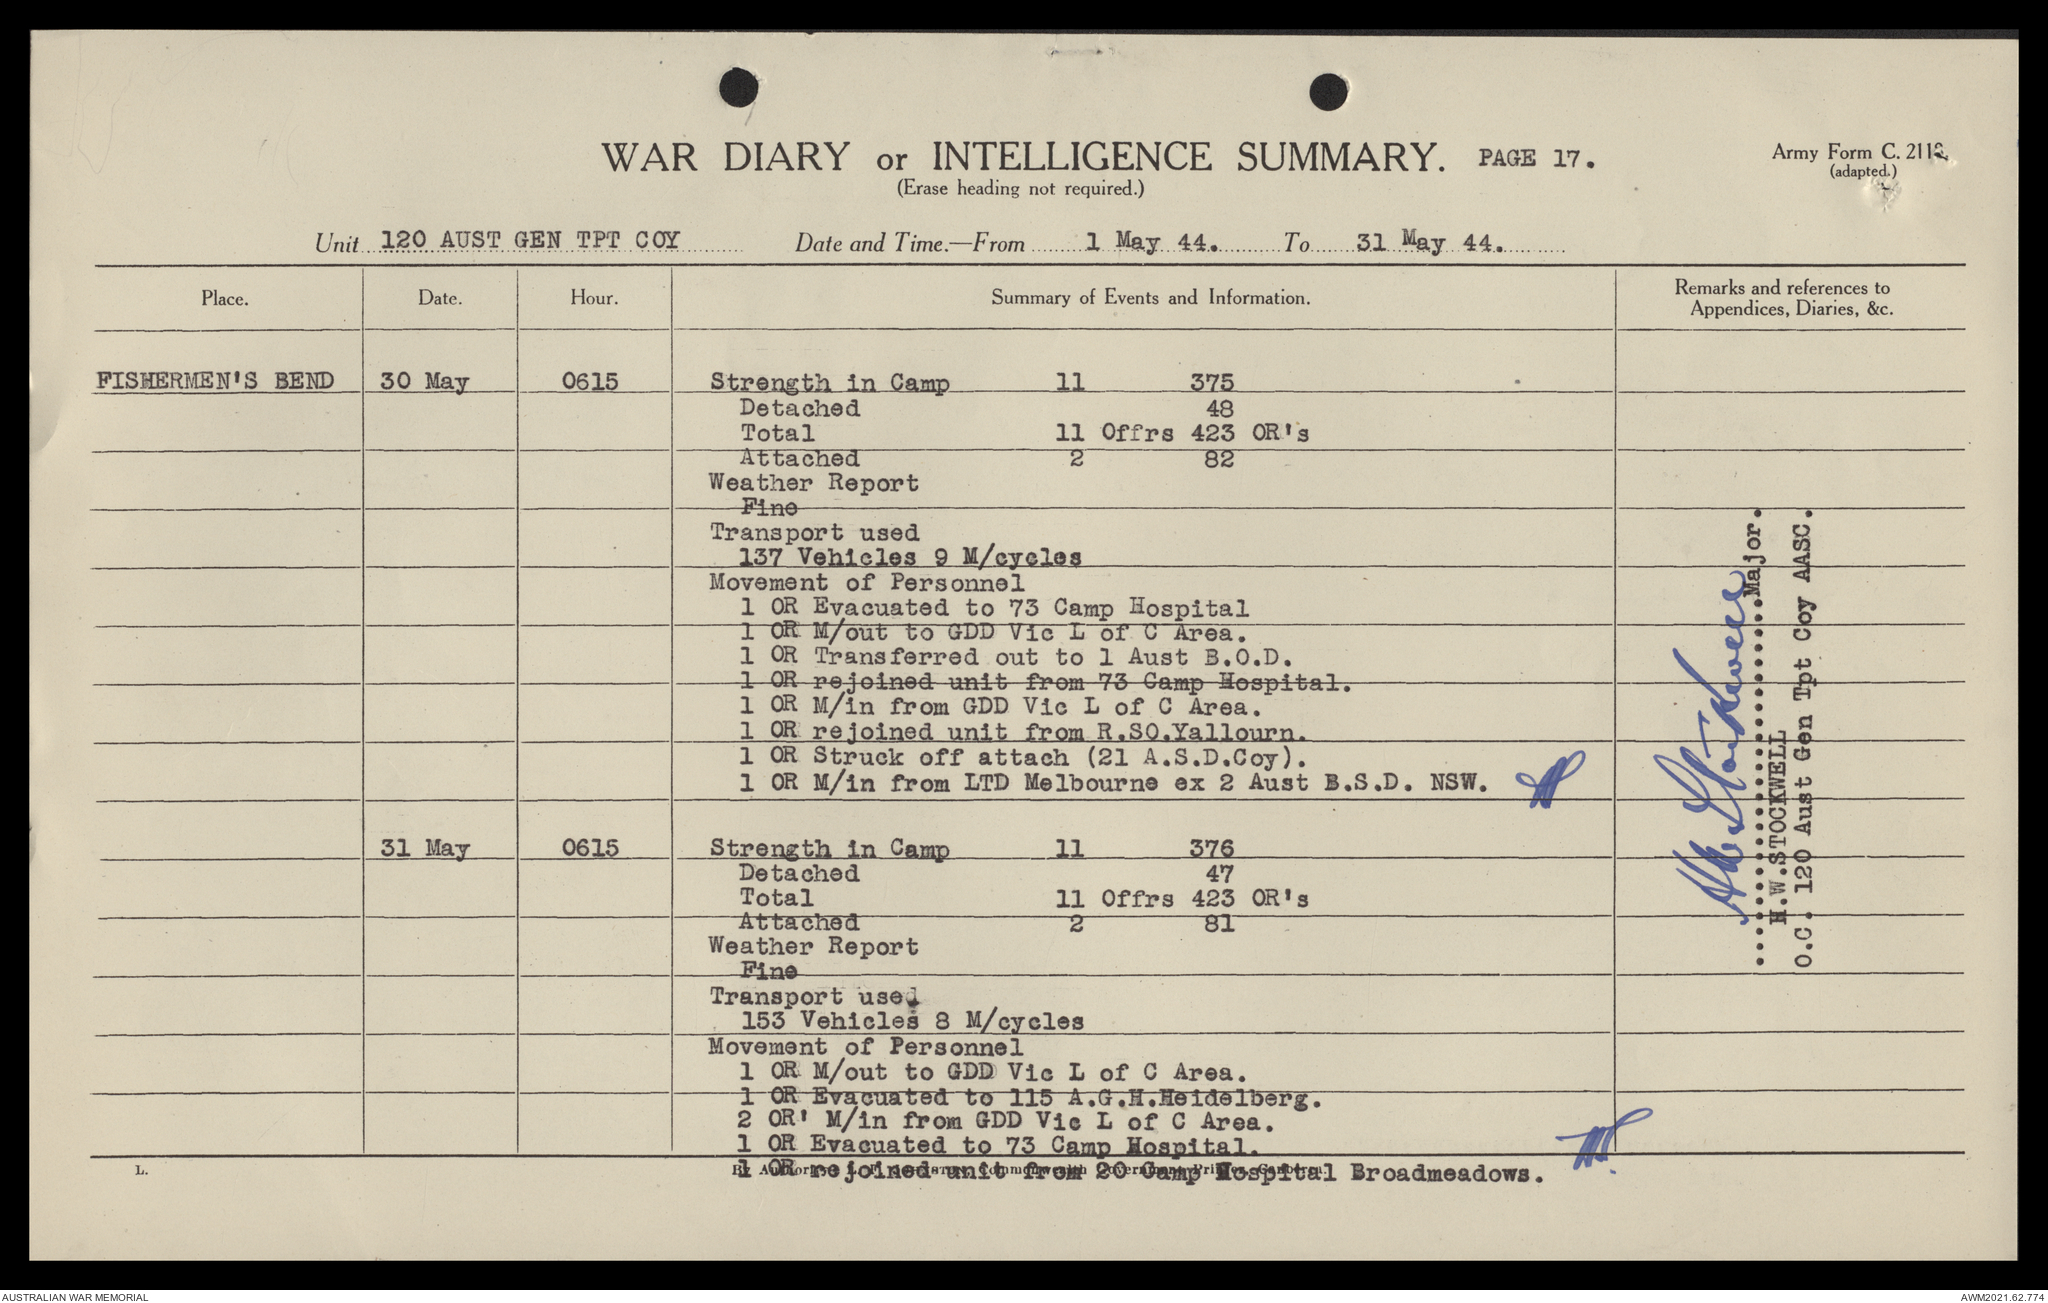 WAR DIARY or INTELLIGENCE SUMMARY. PAGE 17.
(Erase heading not required.)
Army Form C. 2118.
(adapted.)
Unit 120 AUST GEN TPT COY Date and Time.—From 1 May 44. To 31 May 44.
Place. Date. Hour. Summary of Events and Information. Remarks and references to Appendices, Diaries, &c.
FISHERMEN'S BEND 30 May 0615 Strength in Camp 11 375
Detached 48
Total 11 Offrs 423 OR's
Attached 2 82
Weather Report
Fine
Transport used
137 Vehicles 9 M/cycles
Movement of Personnel
1 OR Evacuated to 73 Camp Hospital
1 OR M/out to GDD Vic L of C Area.
1 OR Transferred out to 1 Aust B.O.D.
1 OR rejoined unit from 73 Camp Hospital.
1 OR M/in from GDD Vic L of C Area.
1 OR rejoined unit from R.SO.Yallourn.
1 OR Struck off attach (21 A.S.D.Coy).
1 OR M/in from LTD Melbourne ex 2 Aust B.S.D. NSW.
31 May 0615 Strength in Camp 11 376
Detached 47
Total 11 Offrs 423 OR's
Attached 2 81
Weather Report
Fine
Transport used
153 Vehicles 8 M/cycles
Movement of Personnel
1 OR M/out to GDD Vic L of C Area.
1 OR Evacuated to 115 A.G.H.Heidelberg.
2 OR' M/in from GDD Vic L of C Area.
1 OR Evacuated to 73 Camp Hospital.
1 OR rejoined unit from 20 Camp Hospital Broadmeadows.
HW Stockwell
Major.
H.W.STOCKWELL
O.C. 120 Aust Gen Tpt Coy AASC.
L.
AUSTRALIAN WAR MEMORIAL
AWM2021.62.774